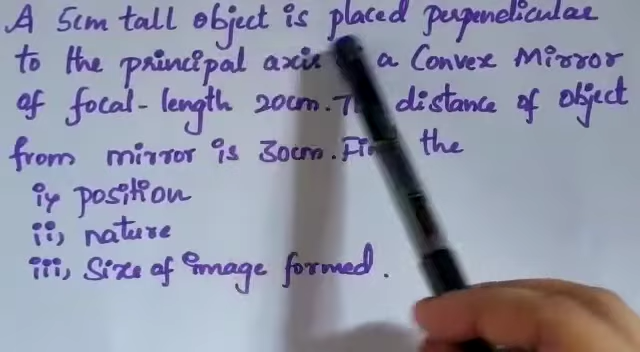 A 5cm tall object is placed perpendicular
to the principal axis a Convex Mirror
of focal-length 20cm. distance of object
from mirror is 30cm. the
i, position
ii, nature
iii, Size of image formed.